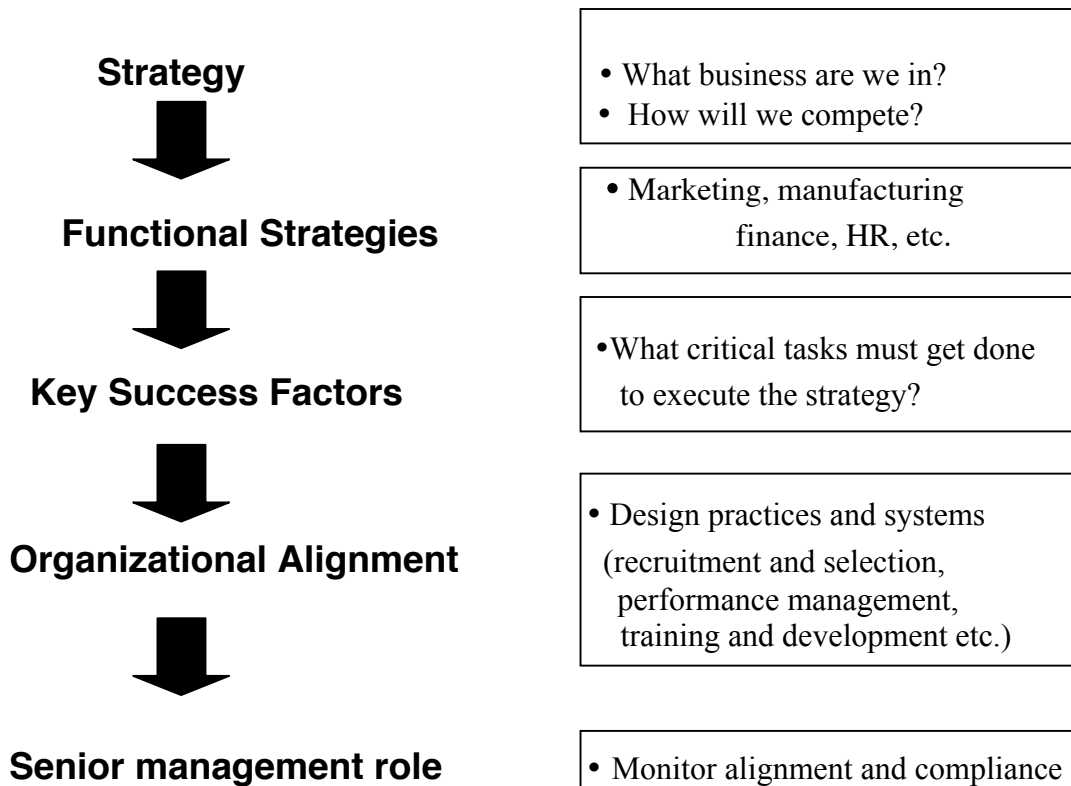 Strategy
• What business are we in?
• How will we compete?
Functional Strategies
• Marketing, manufacturing
finance, HR, etc.
Key Success Factors
•What critical tasks must get done
to execute the strategy?
Organizational Alignment
• Design practices and systems
(recruitment and selection,
performance management,
training and development etc.)
Senior management role
• Monitor alignment and compliance